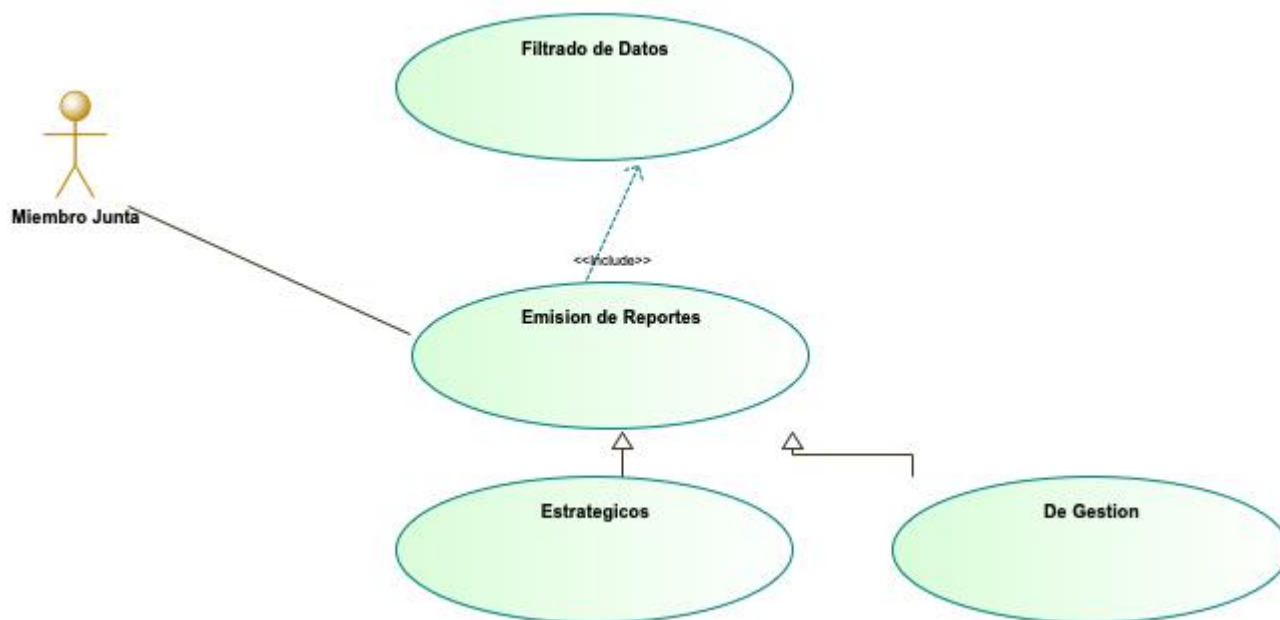 Filtrado de Datos
Miembro Junta
<<Include>>
Emision de Reportes
Estrategicos
De Gestion